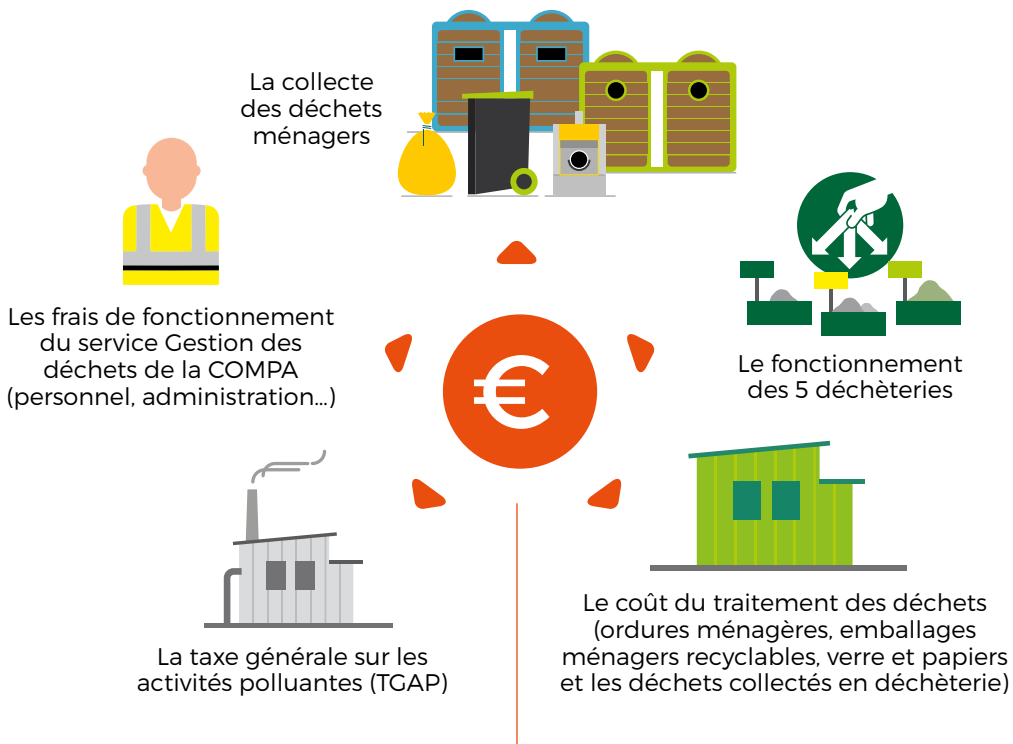 La collecte
des déchets
ménagers
Les frais de fonctionnement
du service Gestion des
déchets de la COMPA
(personnel, administration...)
€
Le fonctionnement
des 5 déchèteries
La taxe générale sur les
activités polluantes (TGAP)
Le coût du traitement des déchets
(ordures ménagères, emballages
ménagers recyclables, verre et papiers
et les déchets collectés en déchèterie)